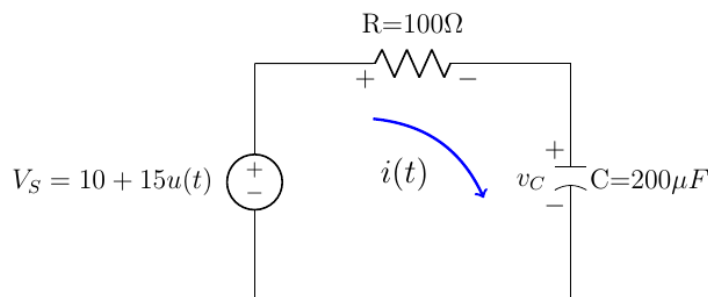 R=100Ω
+ −
V_S = 10 + 15u(t)
+
−
i(t)
+
v_C
−
C=200μF